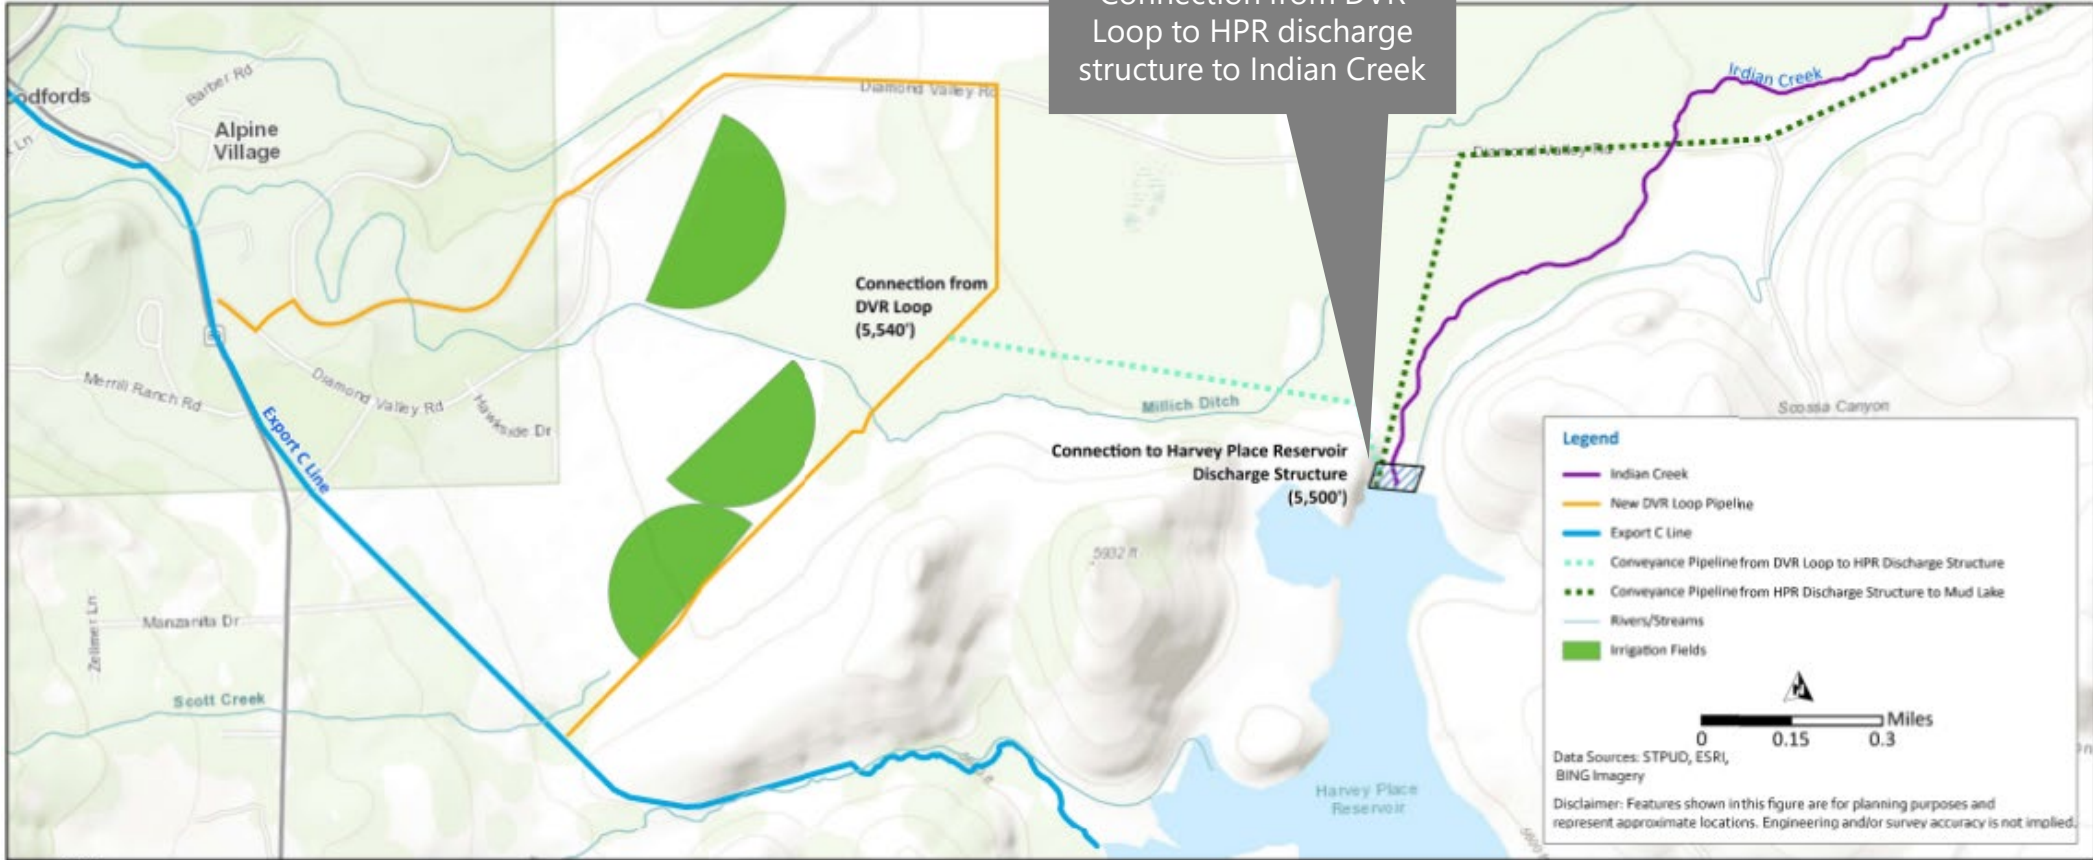 Connection from DVR
Loop to HPR discharge
structure to Indian Creek
odfords
Barber Rd
Alpine
Village
Ln
Diamond Valley Rd
Indian Creek
Diamond Valley Rd
Connection from
DVR Loop
(5,540')
Merrill Ranch Rd
Diamond Valley Rd
Hawkside Dr
Export C Line
Millich Ditch
Scossa Canyon
Connection to Harvey Place Reservoir
Discharge Structure
(5,500')
5932 ft
Zellmer Ln
Manzanita Dr
Scott Creek
Harvey Place
Reservoir
Legend
Indian Creek
New DVR Loop Pipeline
Export C Line
Conveyance Pipeline from DVR Loop to HPR Discharge Structure
Conveyance Pipeline from HPR Discharge Structure to Mud Lake
Rivers/Streams
Irrigation Fields
N
Miles
0 0.15 0.3
Data Sources: STPUD, ESRI,
BING Imagery
Disclaimer: Features shown in this figure are for planning purposes and
represent approximate locations. Engineering and/or survey accuracy is not implied.